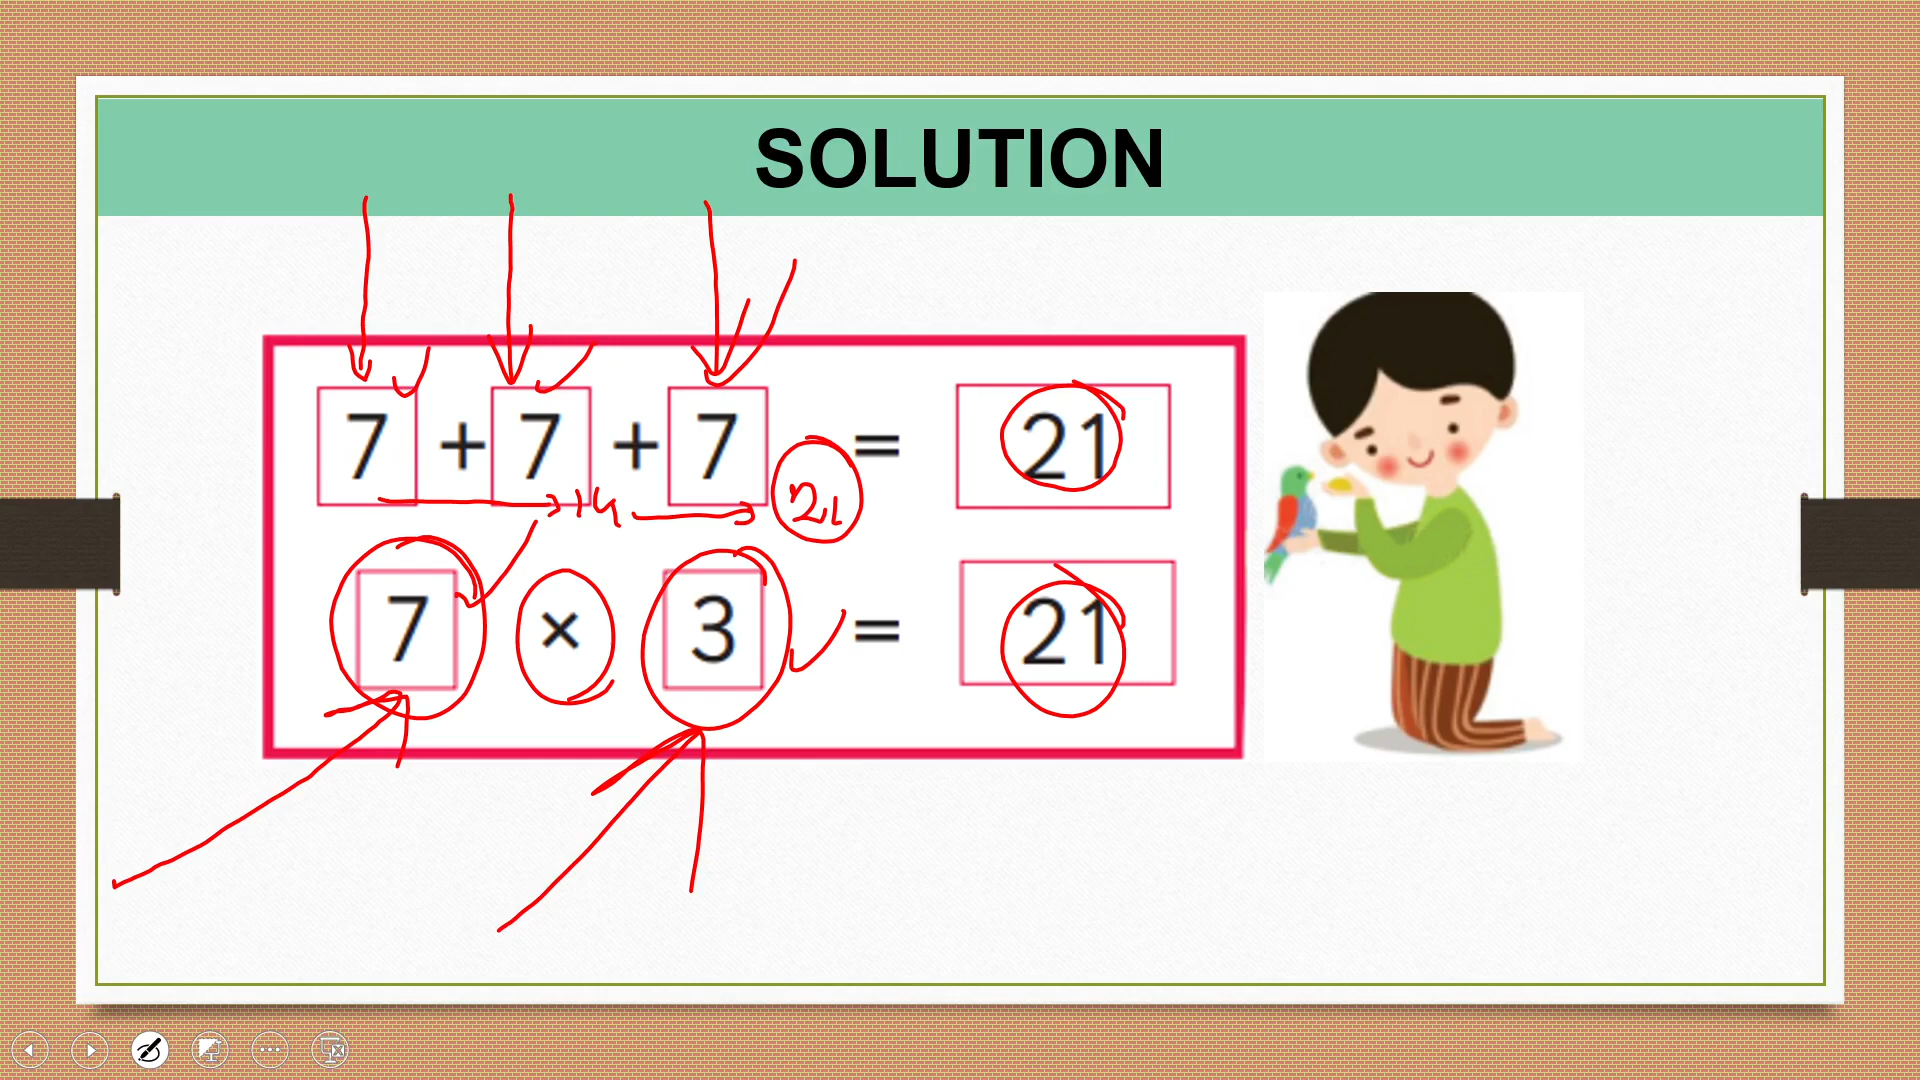 SOLUTION
7 + 7 + 7 = 21
14 21
7 × 3 = 21